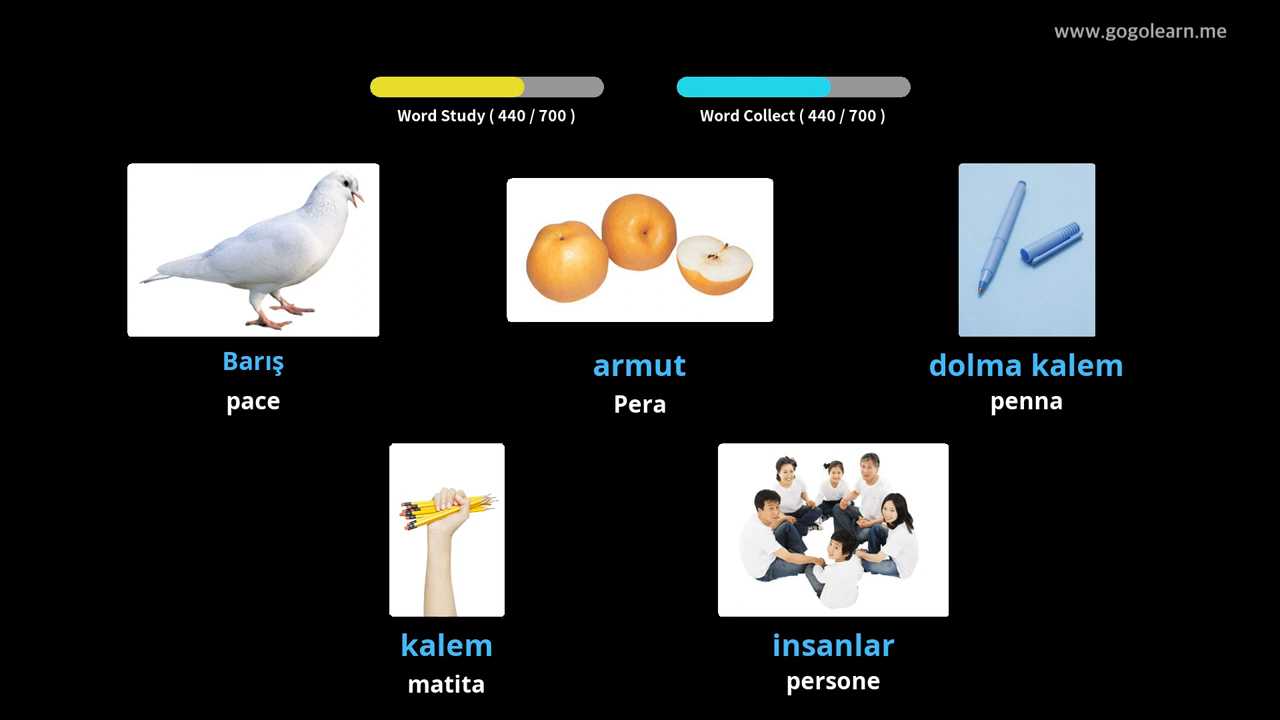 www.gogolearn.me
Word Study ( 440 / 700 )
Word Collect ( 440 / 700 )
Barış
pace
armut
Pera
dolma kalem
penna
kalem
matita
insanlar
persone